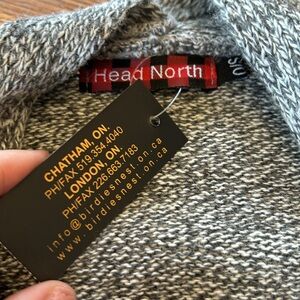 Head North
CHATHAM, ON.
PH/FAX 519.354.4040
LONDON, ON.
PH/FAX 226.663.7183
info@birdiesnest-on.ca
www.birdiesnest-on.ca